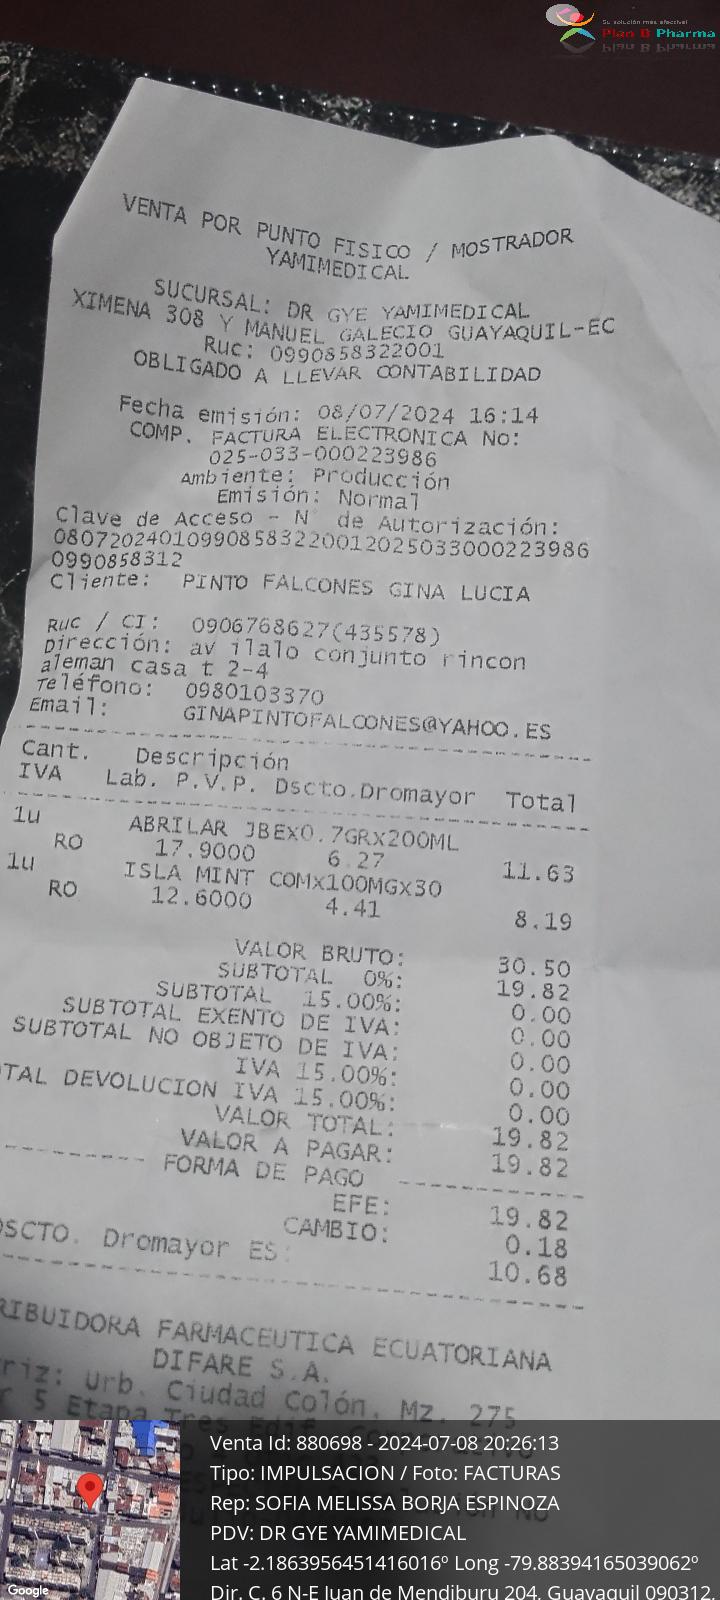 Su solución más efectiva!
Plan B Pharma
VENTA POR PUNTO FISICO / MOSTRADOR
YAMIMEDICAL
SUCURSAL: DR GYE YAMIMEDICAL
XIMENA 308 Y MANUEL GALECIO GUAYAQUIL-EC
Ruc: 0990858322001
OBLIGADO A LLEVAR CONTABILIDAD
Fecha emisión: 08/07/2024 16:14
COMP. FACTURA ELECTRONICA No:
025-033-000223986
Ambiente: Producción
Emisión: Normal
Clave de Acceso - N° de Autorización:
080720240109908583220012025033000223986
0990858312
Cliente: PINTO FALCONES GINA LUCIA
Ruc / CI: 0906768627(435578)
Dirección: av ilalo conjunto rincon
aleman casa t 2-4
Teléfono: 0980103370
Email: GINAPINTOFALCONES@YAHOO.ES
Cant. Descripción
IVA Lab. P.V.P. Dscto.Dromayor Total
1u ABRILAR JBEX0.7GRX200ML
RO 17.9000 6.27 11.63
1u ISLA MINT COMX100MGX30
RO 12.6000 4.41 8.19
VALOR BRUTO: 30.50
SUBTOTAL 0%: 19.82
SUBTOTAL 15.00%: 0.00
SUBTOTAL EXENTO DE IVA: 0.00
SUBTOTAL NO OBJETO DE IVA: 0.00
IVA 15.00%: 0.00
TAL DEVOLUCION IVA 15.00%: 0.00
VALOR TOTAL: 19.82
VALOR A PAGAR: 19.82
FORMA DE PAGO
EFE: 19.82
CAMBIO: 0.18
DSCTO. Dromayor ES: 10.68
RIBUIDORA FARMACEUTICA ECUATORIANA
DIFARE S.A.
riz: Urb. Ciudad Colón, Mz. 275
5 Etapa Tres
Venta Id: 880698 - 2024-07-08 20:26:13
Tipo: IMPULSACION / Foto: FACTURAS
Rep: SOFIA MELISSA BORJA ESPINOZA
PDV: DR GYE YAMIMEDICAL
Lat -2.1863956451416016º Long -79.88394165039062º
Dir. C. 6 N-E Juan de Mendiburu 204, Guayaquil 090312,
Google